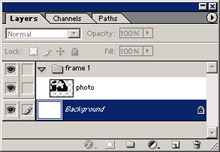 Layers Channels Paths
Normal Opacity: 100%
Lock: Fill: 100%
frame 1
photo
Background